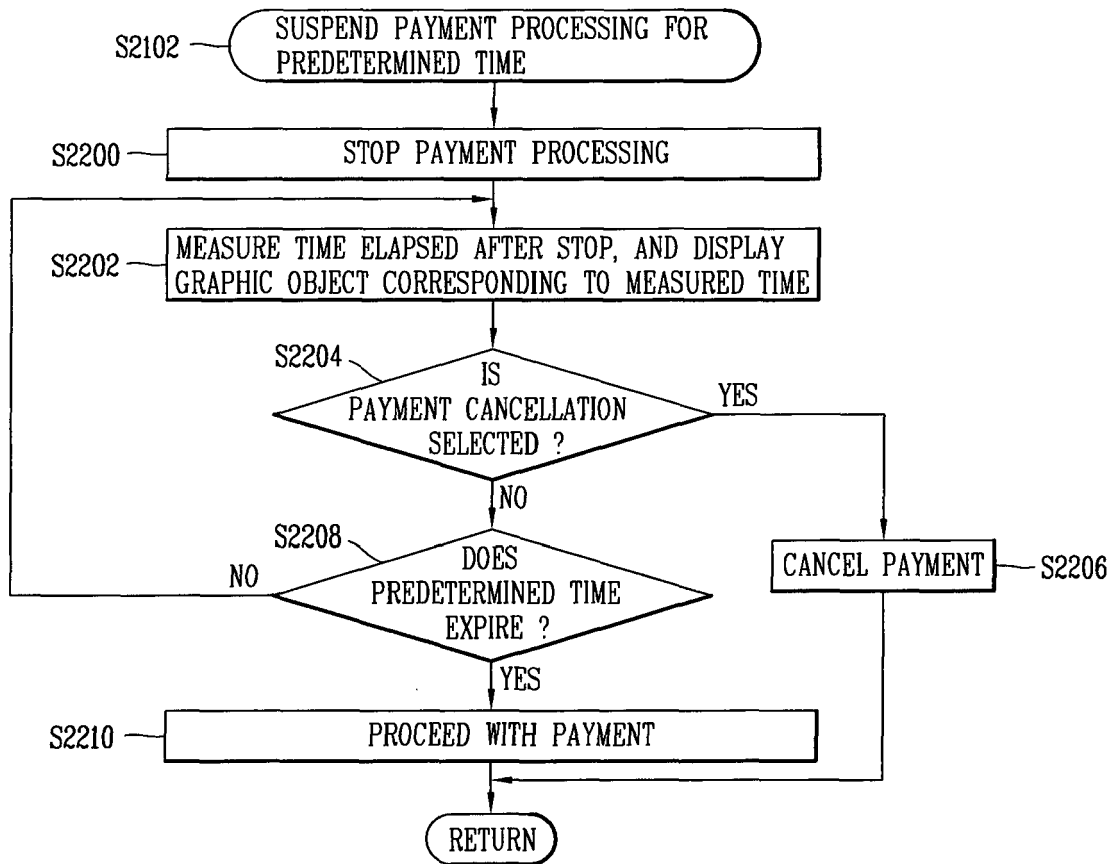 S2102
SUSPEND PAYMENT PROCESSING FOR
PREDETERMINED TIME
S2200
STOP PAYMENT PROCESSING
S2202
MEASURE TIME ELAPSED AFTER STOP, AND DISPLAY
GRAPHIC OBJECT CORRESPONDING TO MEASURED TIME
S2204
IS
PAYMENT CANCELLATION
SELECTED ?
YES
NO
S2208
DOES
PREDETERMINED TIME
EXPIRE ?
NO
YES
CANCEL PAYMENT
S2206
S2210
PROCEED WITH PAYMENT
RETURN